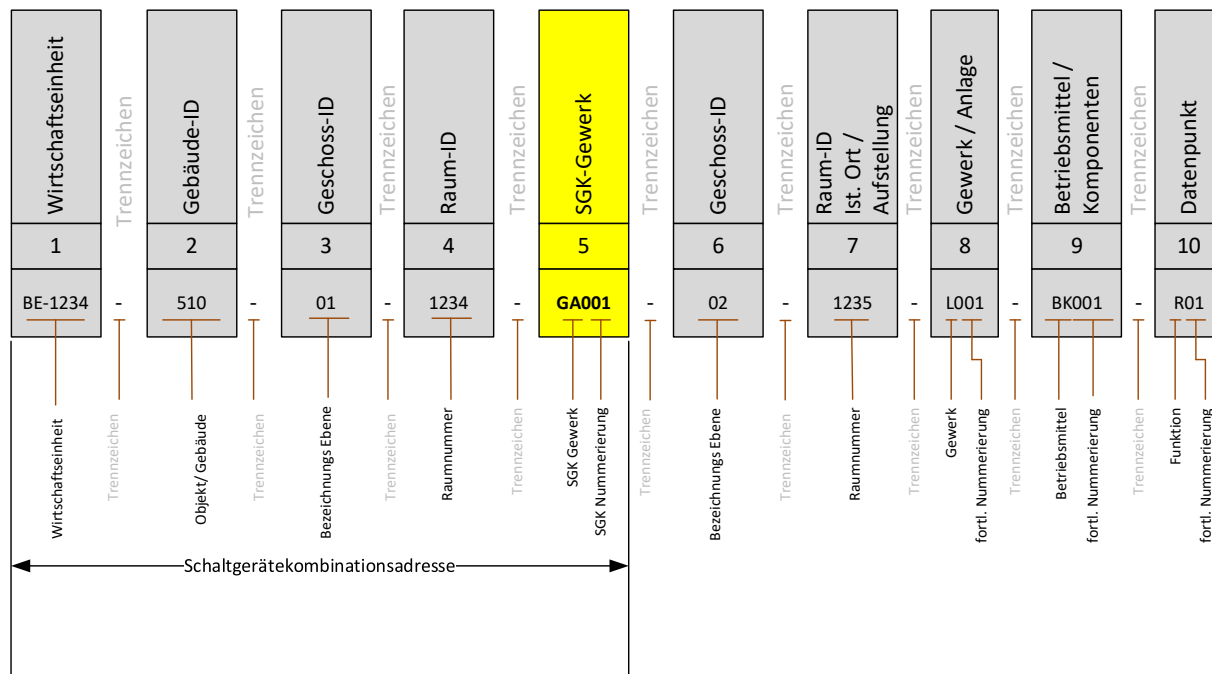 Wirtschaftseinheit
Trennzeichen
Gebäude-ID
Trennzeichen
Geschoss-ID
Trennzeichen
Raum-ID
Trennzeichen
SGK-Gewerk
Trennzeichen
Geschoss-ID
Trennzeichen
Raum-ID
Ist. Ort /
Aufstellung
Trennzeichen
Gewerk / Anlage
Trennzeichen
Betriebsmittel /
Komponenten
Trennzeichen
Datenpunkt
1 2 3 4 5 6 7 8 9 10
BE-1234 - 510 - 01 - 1234 - GA001 - 02 - 1235 - L001 - BK001 - R01
Wirtschaftseinheit
Trennzeichen
Objekt/ Gebäude
Trennzeichen
Bezeichnungs Ebene
Trennzeichen
Raumnummer
Trennzeichen
SGK Gewerk
SGK Nummerierung
Trennzeichen
Bezeichnungs Ebene
Trennzeichen
Raumnummer
Trennzeichen
Gewerk
fortl. Nummerierung
Trennzeichen
Betriebsmittel
fortl. Nummerierung
Trennzeichen
Funktion
fortl. Nummerierung
Schaltgerätekombinationsadresse